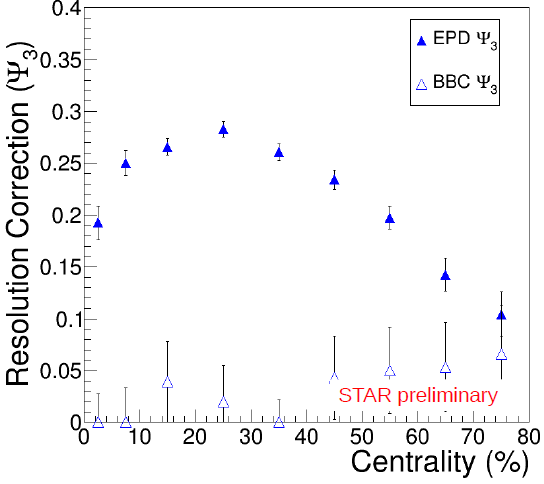 0.4
0.35
0.3
0.25
0.2
0.15
0.1
0.05
0
Resolution Correction (Ψ3)
EPD Ψ3
BBC Ψ3
STAR preliminary
0 10 20 30 40 50 60 70 80
Centrality (%)